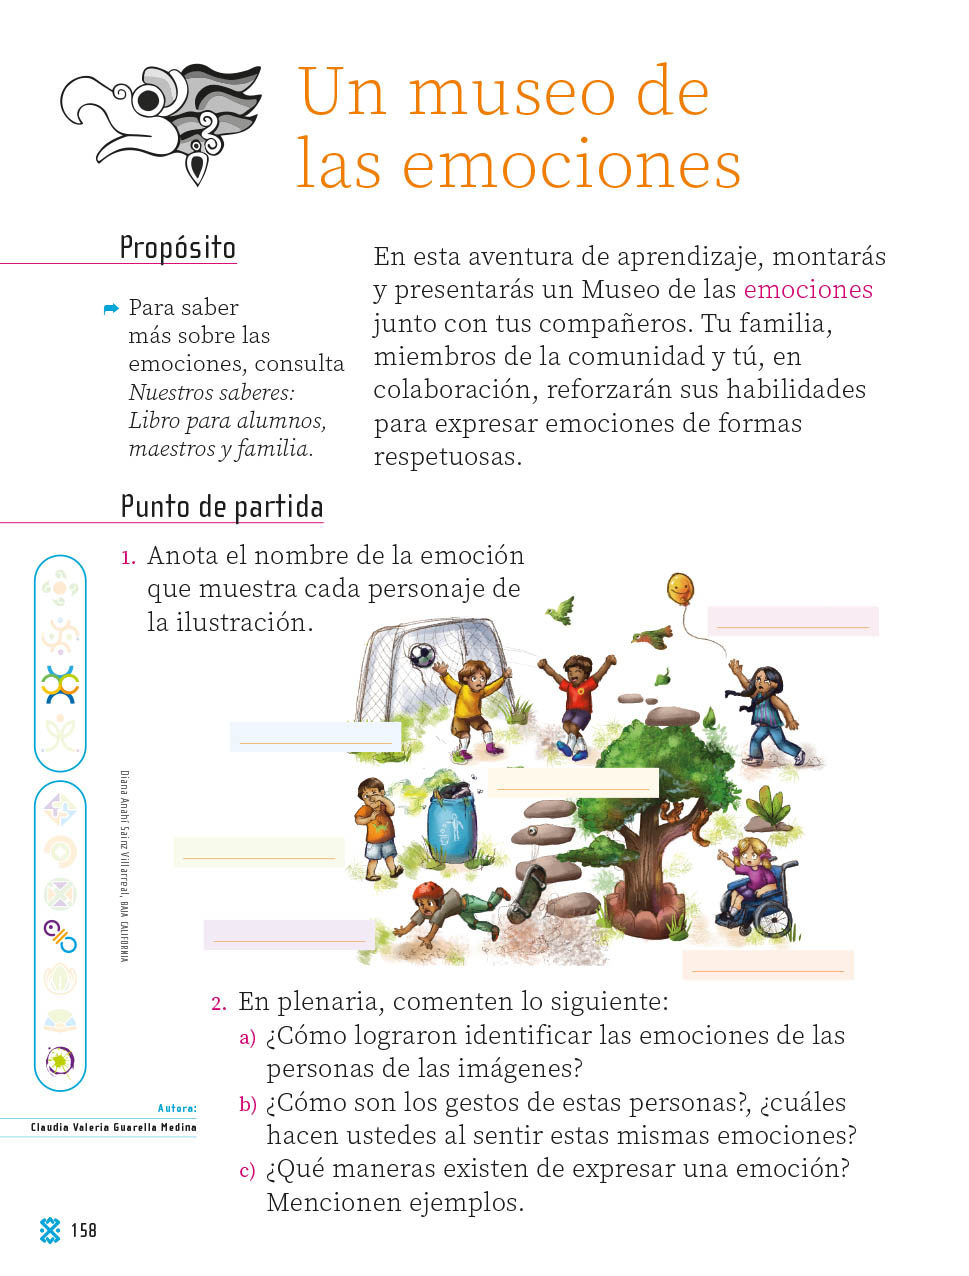 Un museo de
las emociones
Propósito
Para saber
más sobre las
emociones, consulta
Nuestros saberes:
Libro para alumnos,
maestros y familia.
En esta aventura de aprendizaje, montarás
y presentarás un Museo de las emociones
junto con tus compañeros. Tu familia,
miembros de la comunidad y tú, en
colaboración, reforzarán sus habilidades
para expresar emociones de formas
respetuosas.
Punto de partida
1. Anota el nombre de la emoción
que muestra cada personaje de
la ilustración.
Diana Anahí Sainz Villarreal, BAJA CALIFORNIA
2. En plenaria, comenten lo siguiente:
a) ¿Cómo lograron identificar las emociones de las
personas de las imágenes?
b) ¿Cómo son los gestos de estas personas?, ¿cuáles
hacen ustedes al sentir estas mismas emociones?
c) ¿Qué maneras existen de expresar una emoción?
Mencionen ejemplos.
Autora:
Claudia Valeria Guarella Medina
158